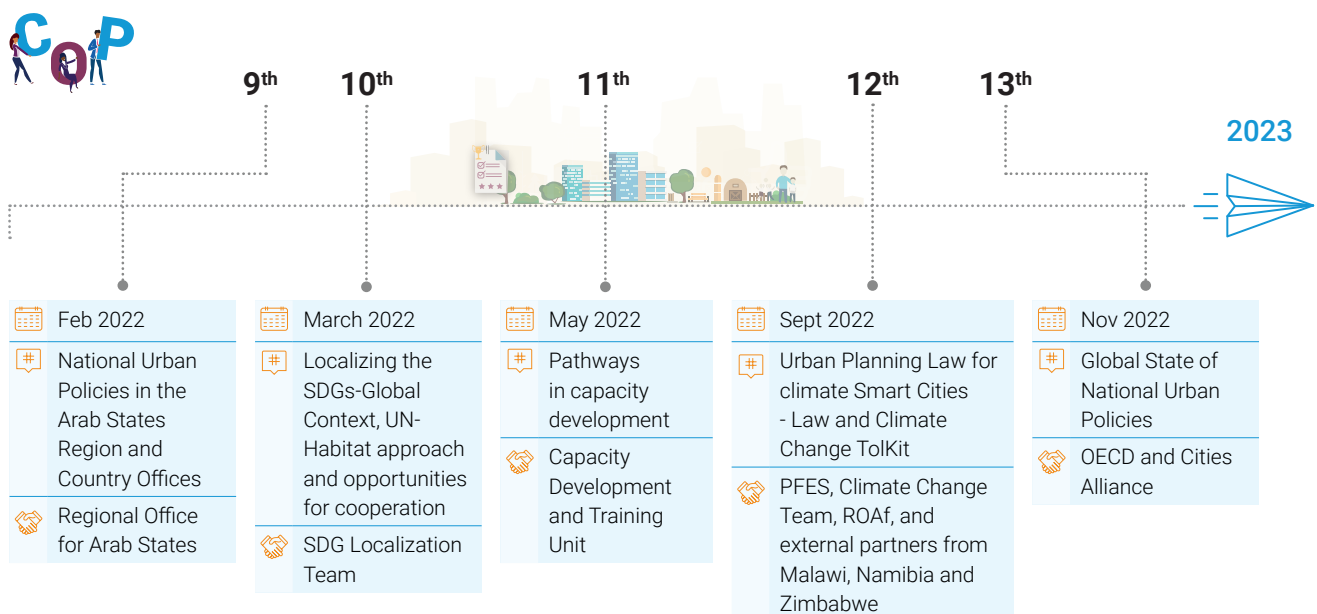 COP
9th
10th
11th
12th
13th
2023
Feb 2022
National Urban
Policies in the
Arab States
Region and
Country Offices
Regional Office
for Arab States
March 2022
Localizing the
SDGs-Global
Context, UN-
Habitat approach
and opportunities
for cooperation
SDG Localization
Team
May 2022
Pathways
in capacity
development
Capacity
Development
and Training
Unit
Sept 2022
Urban Planning Law for
climate Smart Cities
- Law and Climate
Change TolKit
PFES, Climate Change
Team, ROAf, and
external partners from
Malawi, Namibia and
Zimbabwe
Nov 2022
Global State of
National Urban
Policies
OECD and Cities
Alliance